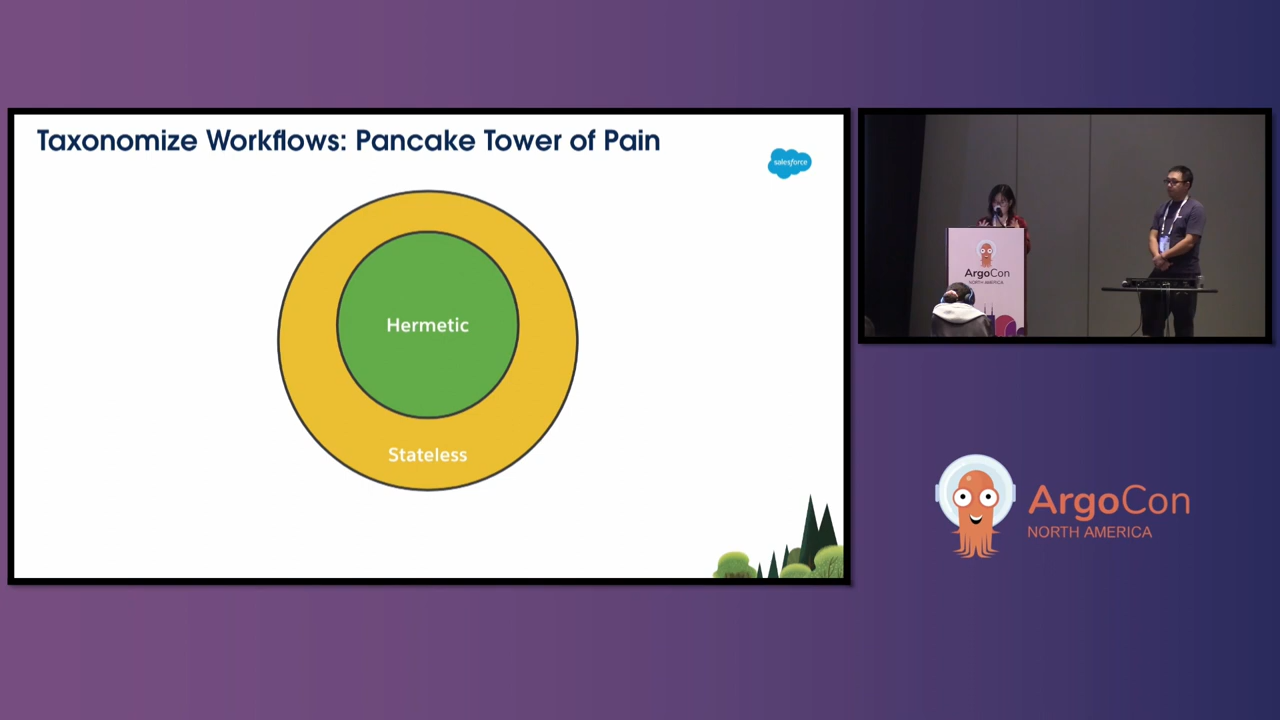 Taxonomize Workflows: Pancake Tower of Pain
salesforce
Hermetic
Stateless
ArgoCon
NORTH AMERICA
ArgoCon
NORTH AMERICA